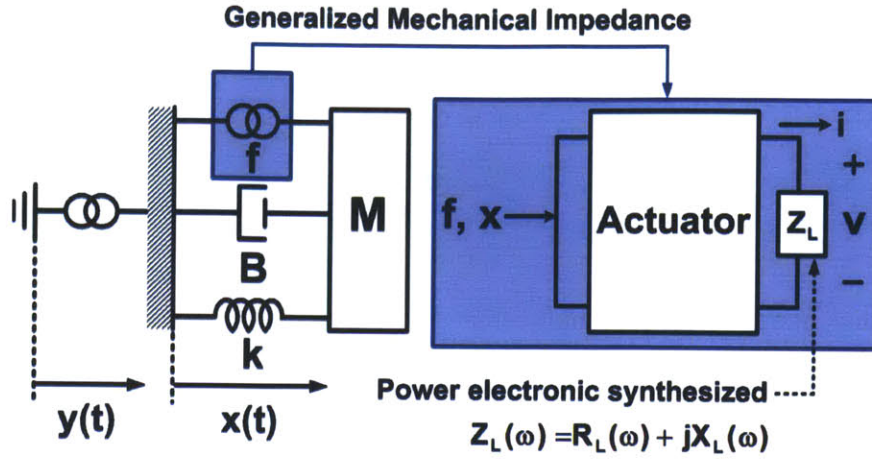 Generalized Mechanical Impedance
f
M
B
k
y(t)
x(t)
f, x
Actuator
i
+
v
−
Z_L
Power electronic synthesized
Z_L(ω) =R_L(ω) + jX_L(ω)